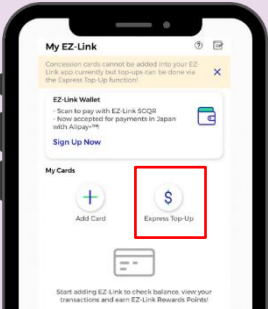 My EZ-Link
Concession cards cannot be added into your EZ-
Link app currently but top-ups can be done via
the Express Top-Up function!
EZ-Link Wallet
- Scan to pay with EZ-Link SGQR
- Now accepted for payments in Japan
with Alipay+™!
Sign Up Now
My Cards
Add Card
$
Express Top-Up
Start adding EZ-Link to check balance, view your
transactions and earn EZ-Link Rewards Points!